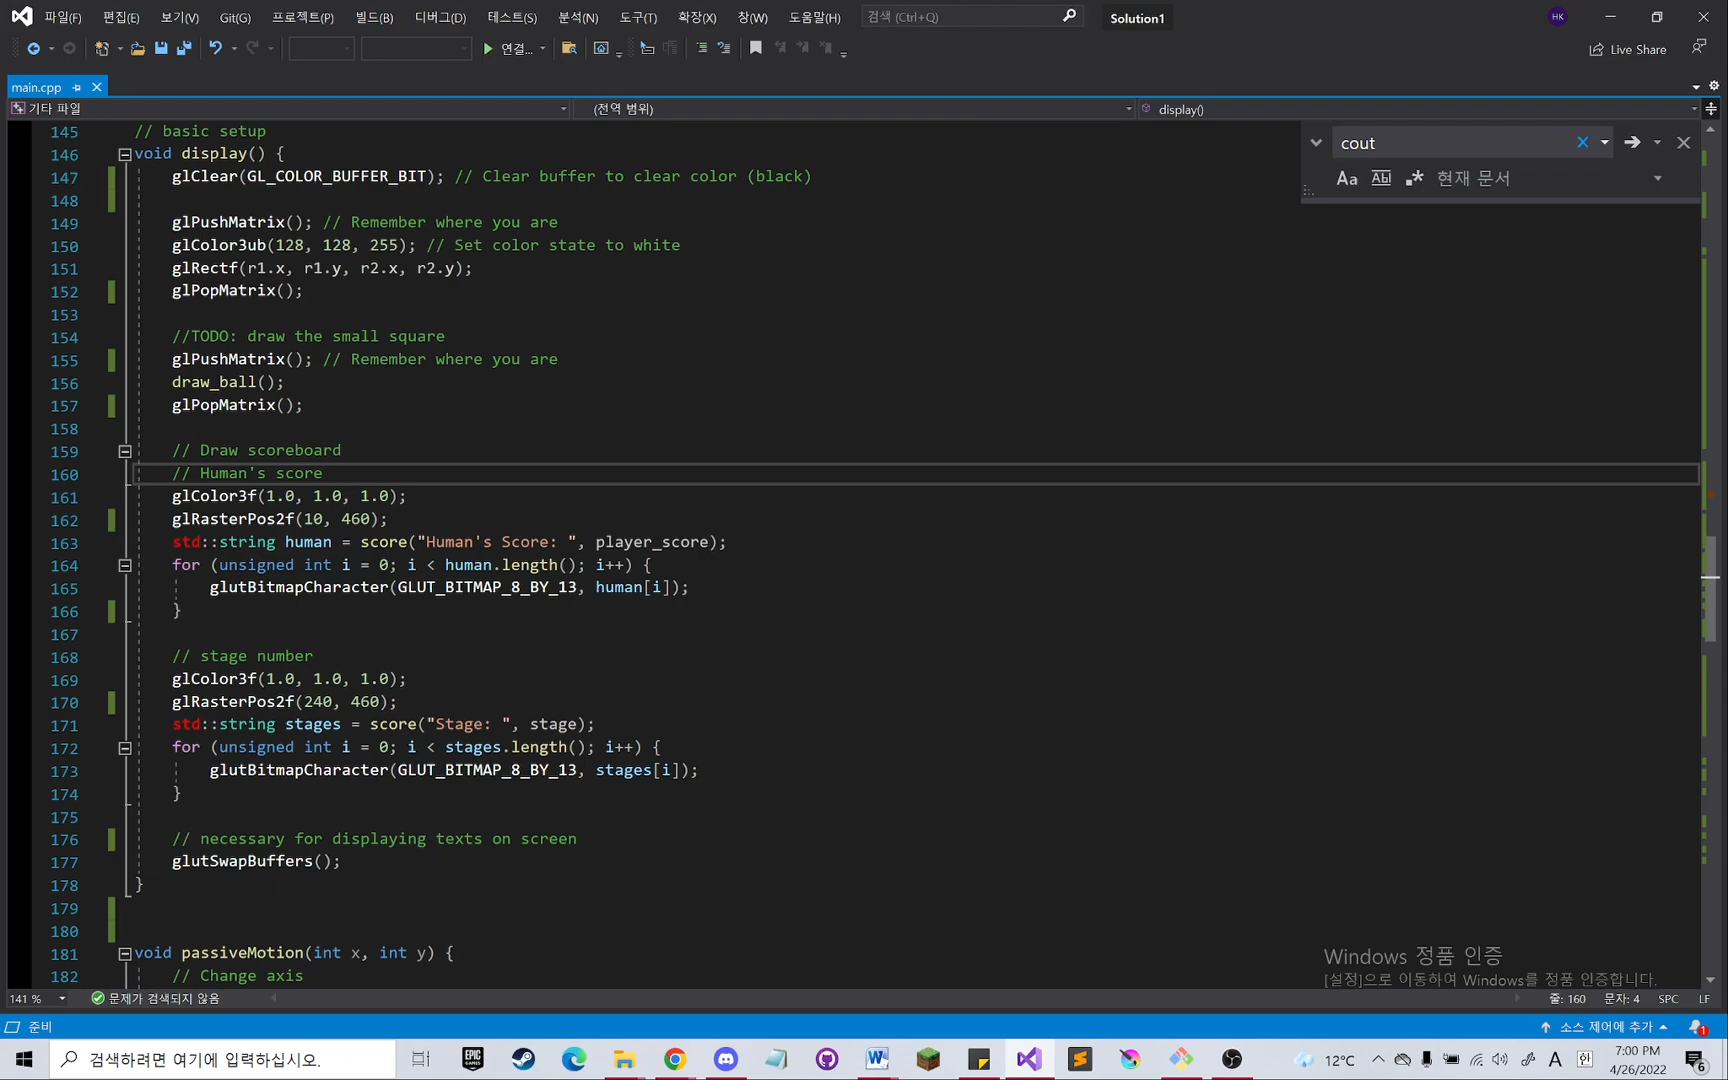 파일(F) 편집(E) 보기(V) Git(G) 프로젝트(P) 빌드(B) 디버그(D) 테스트(S) 분석(N) 도구(T) 확장(X) 창(W) 도움말(H) 검색 (Ctrl+Q) Solution1 HK
연결... Live Share
main.cpp
기타 파일 (전역 범위) display()
cout
Aa Abl .* 현재 문서
145 // basic setup
146 void display() {
147 glClear(GL_COLOR_BUFFER_BIT); // Clear buffer to clear color (black)
148
149 glPushMatrix(); // Remember where you are
150 glColor3ub(128, 128, 255); // Set color state to white
151 glRectf(r1.x, r1.y, r2.x, r2.y);
152 glPopMatrix();
153
154 //TODO: draw the small square
155 glPushMatrix(); // Remember where you are
156 draw_ball();
157 glPopMatrix();
158
159 // Draw scoreboard
160 // Human's score
161 glColor3f(1.0, 1.0, 1.0);
162 glRasterPos2f(10, 460);
163 std::string human = score("Human's Score: ", player_score);
164 for (unsigned int i = 0; i < human.length(); i++) {
165 glutBitmapCharacter(GLUT_BITMAP_8_BY_13, human[i]);
166 }
167
168 // stage number
169 glColor3f(1.0, 1.0, 1.0);
170 glRasterPos2f(240, 460);
171 std::string stages = score("Stage: ", stage);
172 for (unsigned int i = 0; i < stages.length(); i++) {
173 glutBitmapCharacter(GLUT_BITMAP_8_BY_13, stages[i]);
174 }
175
176 // necessary for displaying texts on screen
177 glutSwapBuffers();
178 }
179
180
181 void passiveMotion(int x, int y) {
182 // Change axis
Windows 정품 인증
[설정]으로 이동하여 Windows를 정품 인증합니다.
141 % 문제가 검색되지 않음 줄: 160 문자: 4 SPC LF
준비 소스 제어에 추가 1
검색하려면 여기에 입력하십시오. EPIC GAMES 12°C A 한 7:00 PM
4/26/2022 6